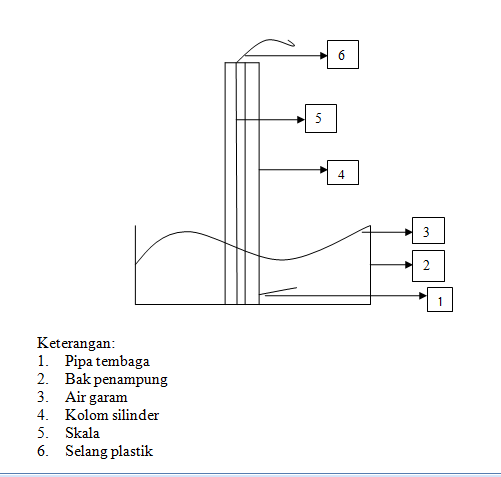 6
5
4
3
2
1
Keterangan:
1. Pipa tembaga
2. Bak penampung
3. Air garam
4. Kolom silinder
5. Skala
6. Selang plastik